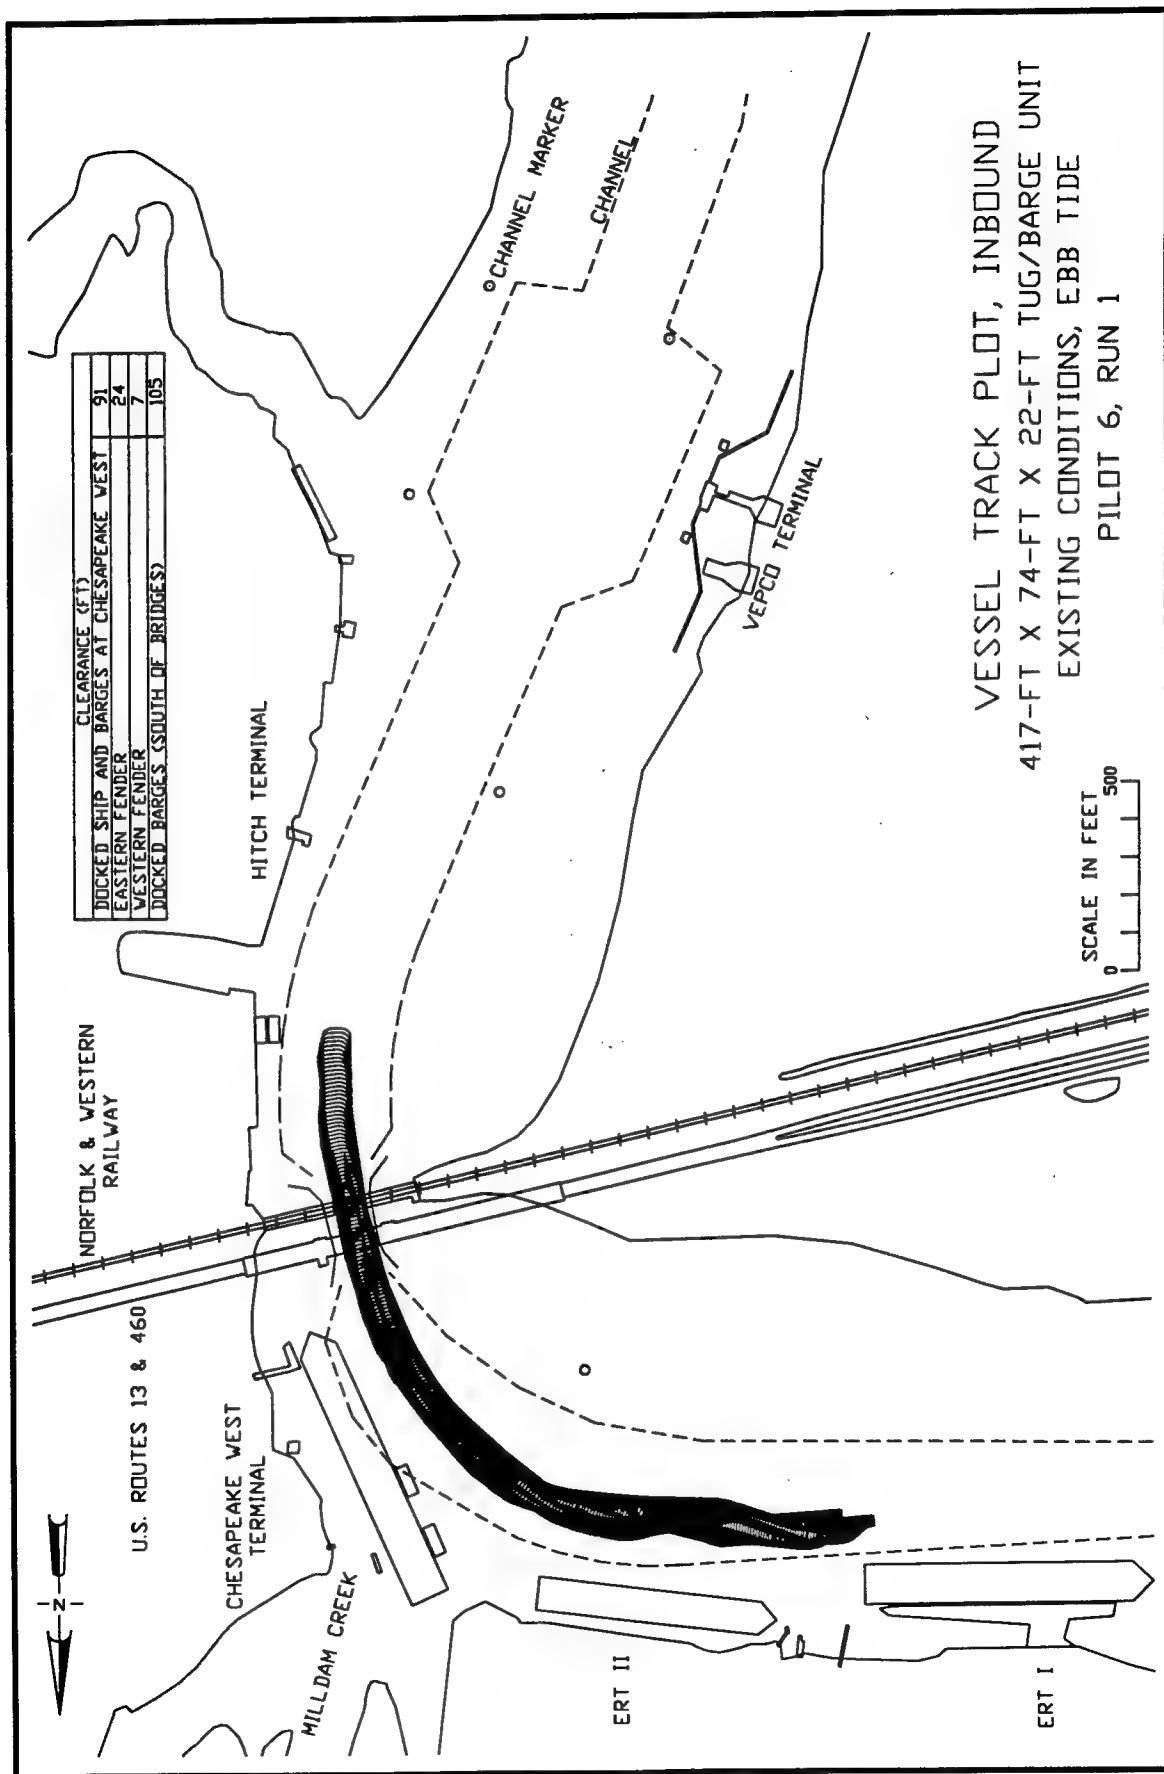 CLEARANCE (FT)
DOCKED SHIP AND BARGES AT CHESAPEAKE WEST 91
EASTERN FENDER 24
WESTERN FENDER 7
DOCKED BARGES (SOUTH OF BRIDGES) 105
N
U.S. ROUTES 13 & 460
NORFOLK & WESTERN
RAILWAY
CHESAPEAKE WEST
TERMINAL
MILLDAM CREEK
HITCH TERMINAL
CHANNEL MARKER
CHANNEL
VEPCO TERMINAL
ERT II
ERT I
SCALE IN FEET
0 500
VESSEL TRACK PLOT, INBOUND
417-FT X 74-FT X 22-FT TUG/BARGE UNIT
EXISTING CONDITIONS, EBB TIDE
PILOT 6, RUN 1